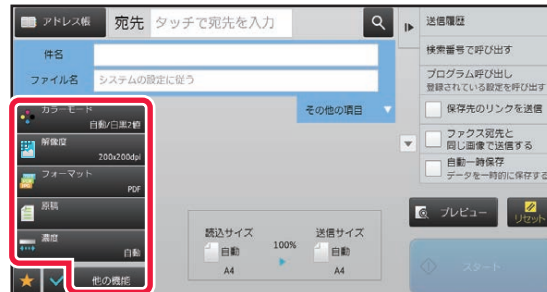 アドレス帳
宛先 タッチで宛先を入力
件名
ファイル名 システムの設定に従う
その他の項目
カラーモード
自動/白黒2値
解像度
200x200dpi
フォーマット
PDF
原稿
濃度
自動
他の機能
読込サイズ
自動
A4
100%
送信サイズ
自動
A4
送信履歴
検索番号で呼び出す
プログラム呼び出し
登録されている設定を呼び出す
保存先のリンクを送信
ファクス宛先と
同じ画像で送信する
自動一時保存
データを一時的に保存する
プレビュー
リセット
スタート